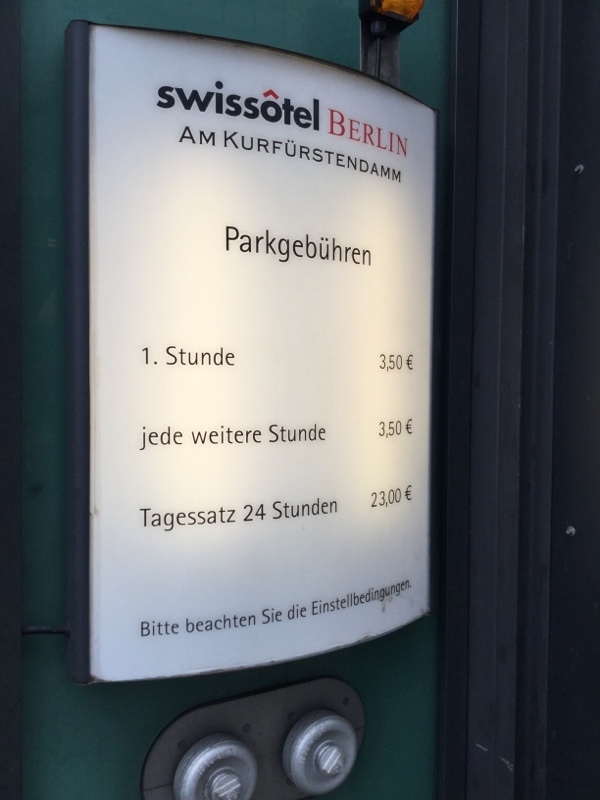 swissôtel BERLIN
AM KURFÜRSTENDAMM
Parkgebühren
1. Stunde 3,50 €
jede weitere Stunde 3,50 €
Tagessatz 24 Stunden 23,00 €
Bitte beachten Sie die Einstellbedingungen.